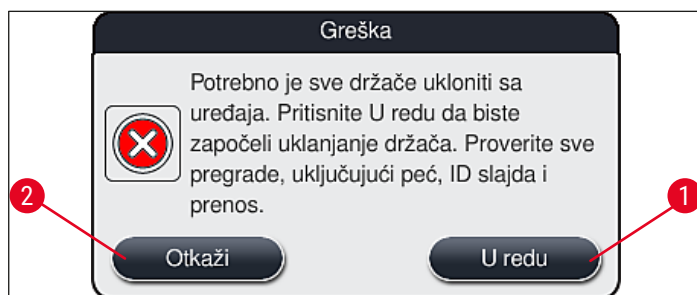 Greška
Potrebno je sve držače ukloniti sa
uređaja. Pritisnite U redu da biste
započeli uklanjanje držača. Proverite sve
pregrade, uključujući peć, ID slajda i
prenos.
2
1
Otkaži
U redu